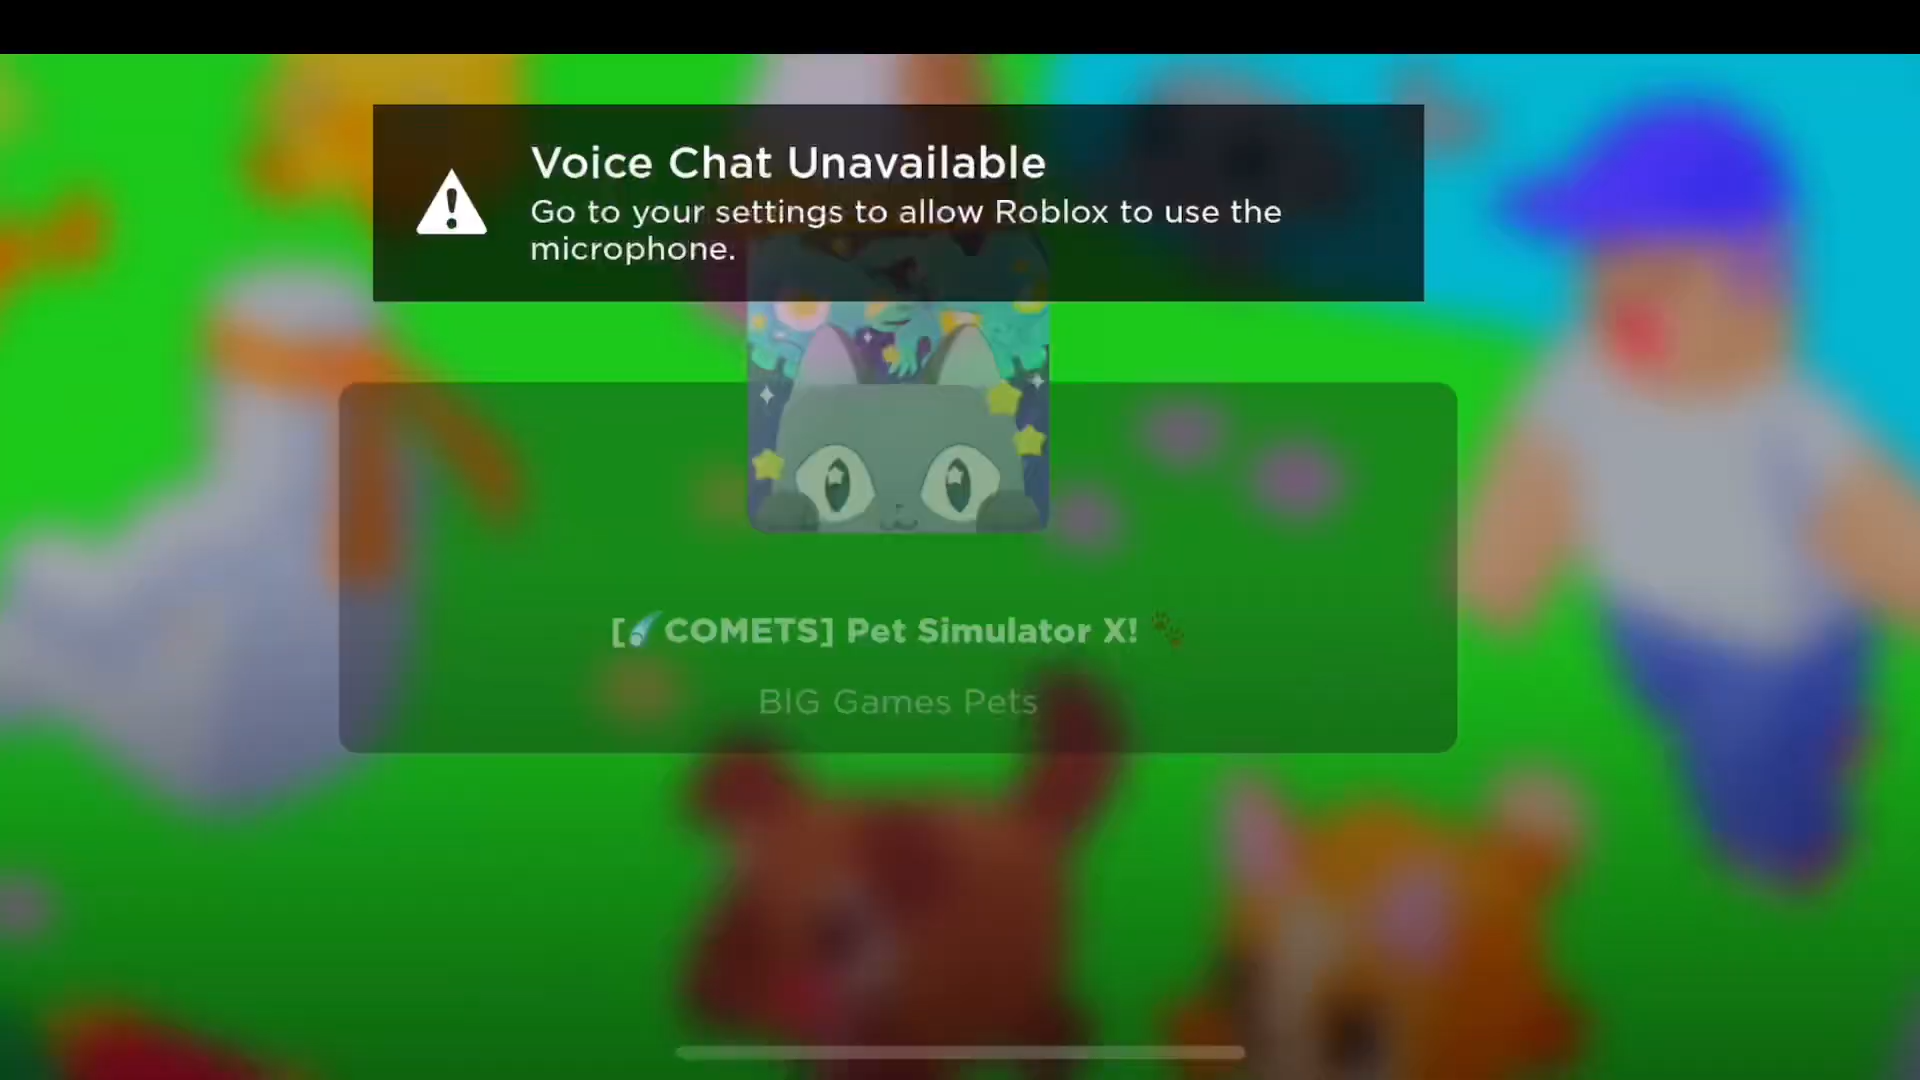 Voice Chat Unavailable
Go to your settings to allow Roblox to use the
microphone.
[☄️COMETS] Pet Simulator X! 🐾
BIG Games Pets